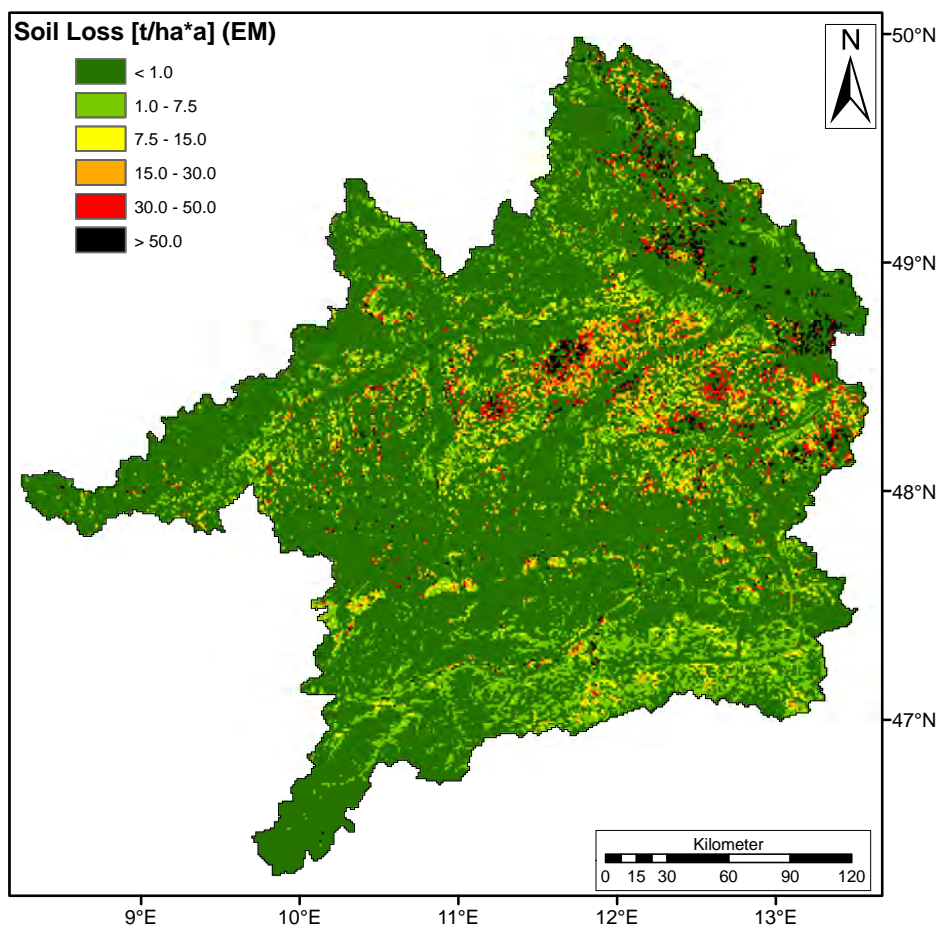 Soil Loss [t/ha*a] (EM)
< 1.0
1.0 - 7.5
7.5 - 15.0
15.0 - 30.0
30.0 - 50.0
> 50.0
N
50°N
49°N
48°N
47°N
Kilometer
0 15 30 60 90 120
9°E 10°E 11°E 12°E 13°E